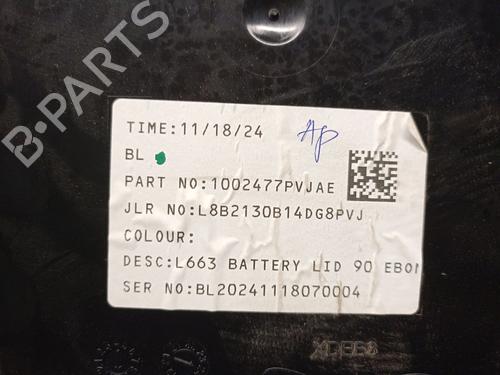 B-PARTS
TIME:11/18/24 Ap
BL
PART NO:1002477PVJAE
JLR NO:L8B2130B14DG8PVJ
COLOUR:
DESC:L663 BATTERY LID 90 EBON
SER NO:BL20241118070004